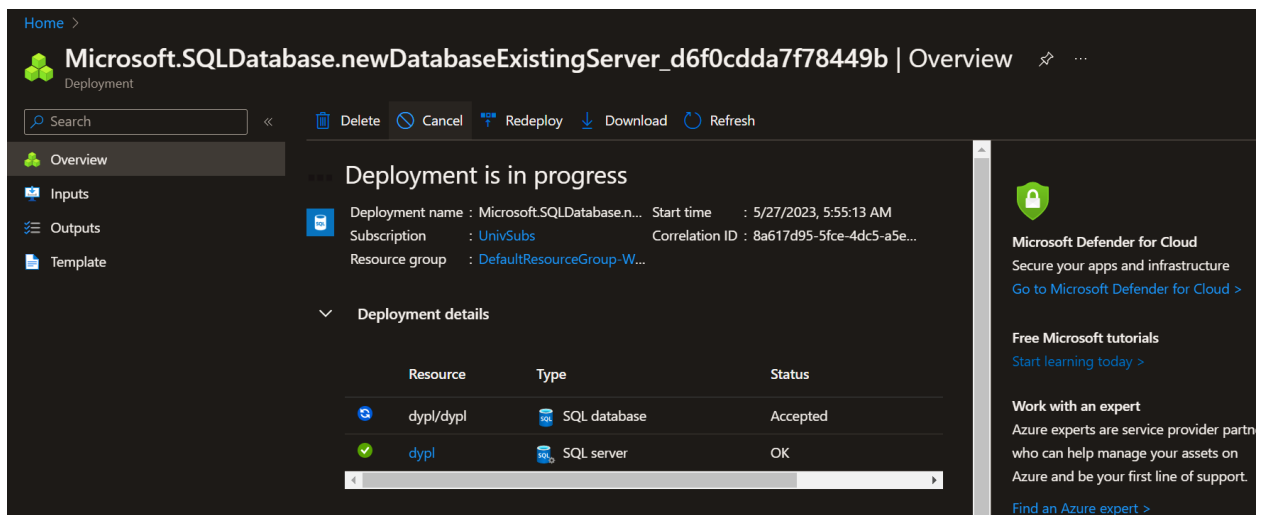 Home >
Microsoft.SQLDatabase.newDatabaseExistingServer_d6f0cdda7f78449b | Overview
Deployment
Search
Overview
Inputs
Outputs
Template
Delete Cancel Redeploy Download Refresh
Deployment is in progress
Deployment name : Microsoft.SQLDatabase.n... Start time : 5/27/2023, 5:55:13 AM
Subscription : UnivSubs Correlation ID : 8a617d95-5fce-4dc5-a5e...
Resource group : DefaultResourceGroup-W...
Deployment details
Resource Type Status
dypl/dypl SQL database Accepted
dypl SQL server OK
Microsoft Defender for Cloud
Secure your apps and infrastructure
Go to Microsoft Defender for Cloud >
Free Microsoft tutorials
Start learning today >
Work with an expert
Azure experts are service provider partn
who can help manage your assets on
Azure and be your first line of support.
Find an Azure expert >